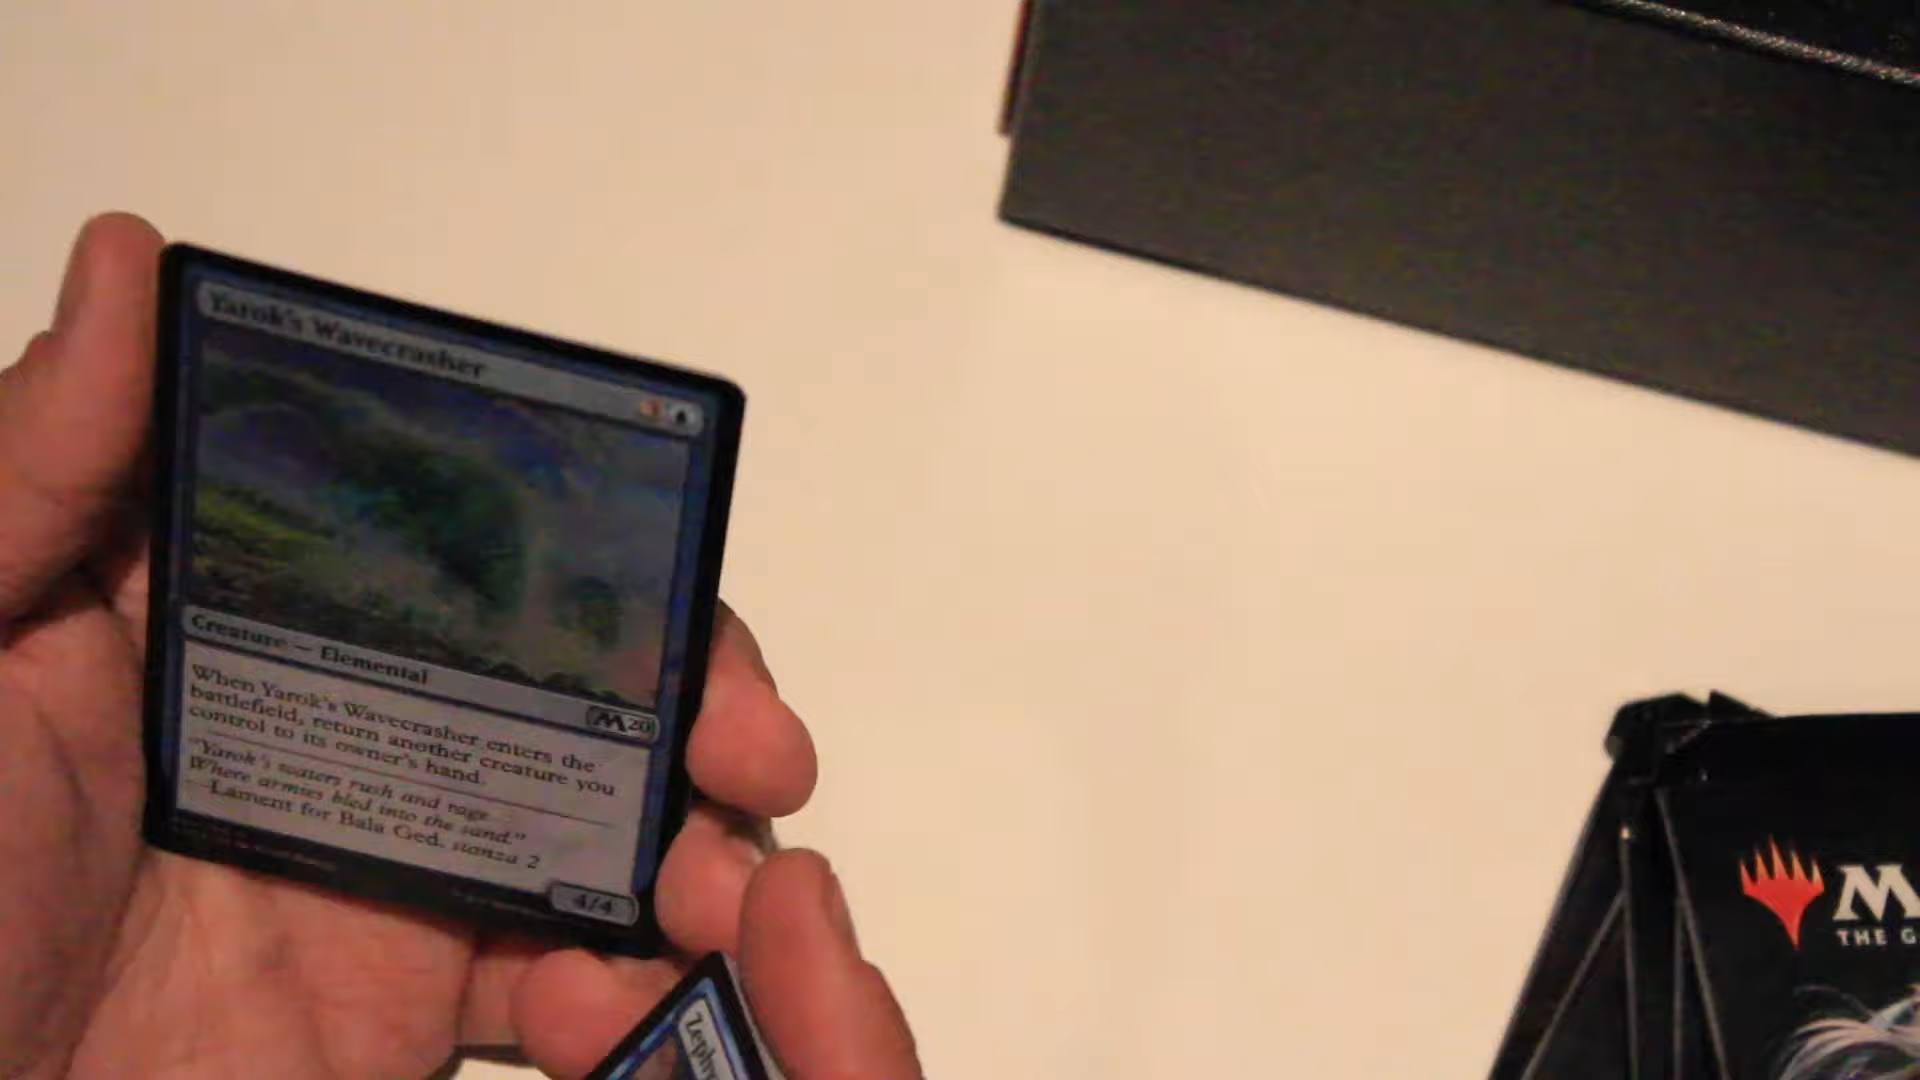 Yarok's Wavecrasher
3
Creature — Elemental
M20
When Yarok's Wavecrasher enters the
battlefield, return another creature you
control to its owner's hand.
"Yarok's waters rush and rage
Where armies bled into the sand."
—Lament for Bala Ged, stanza 2
4/4
Zephy
M
THE G